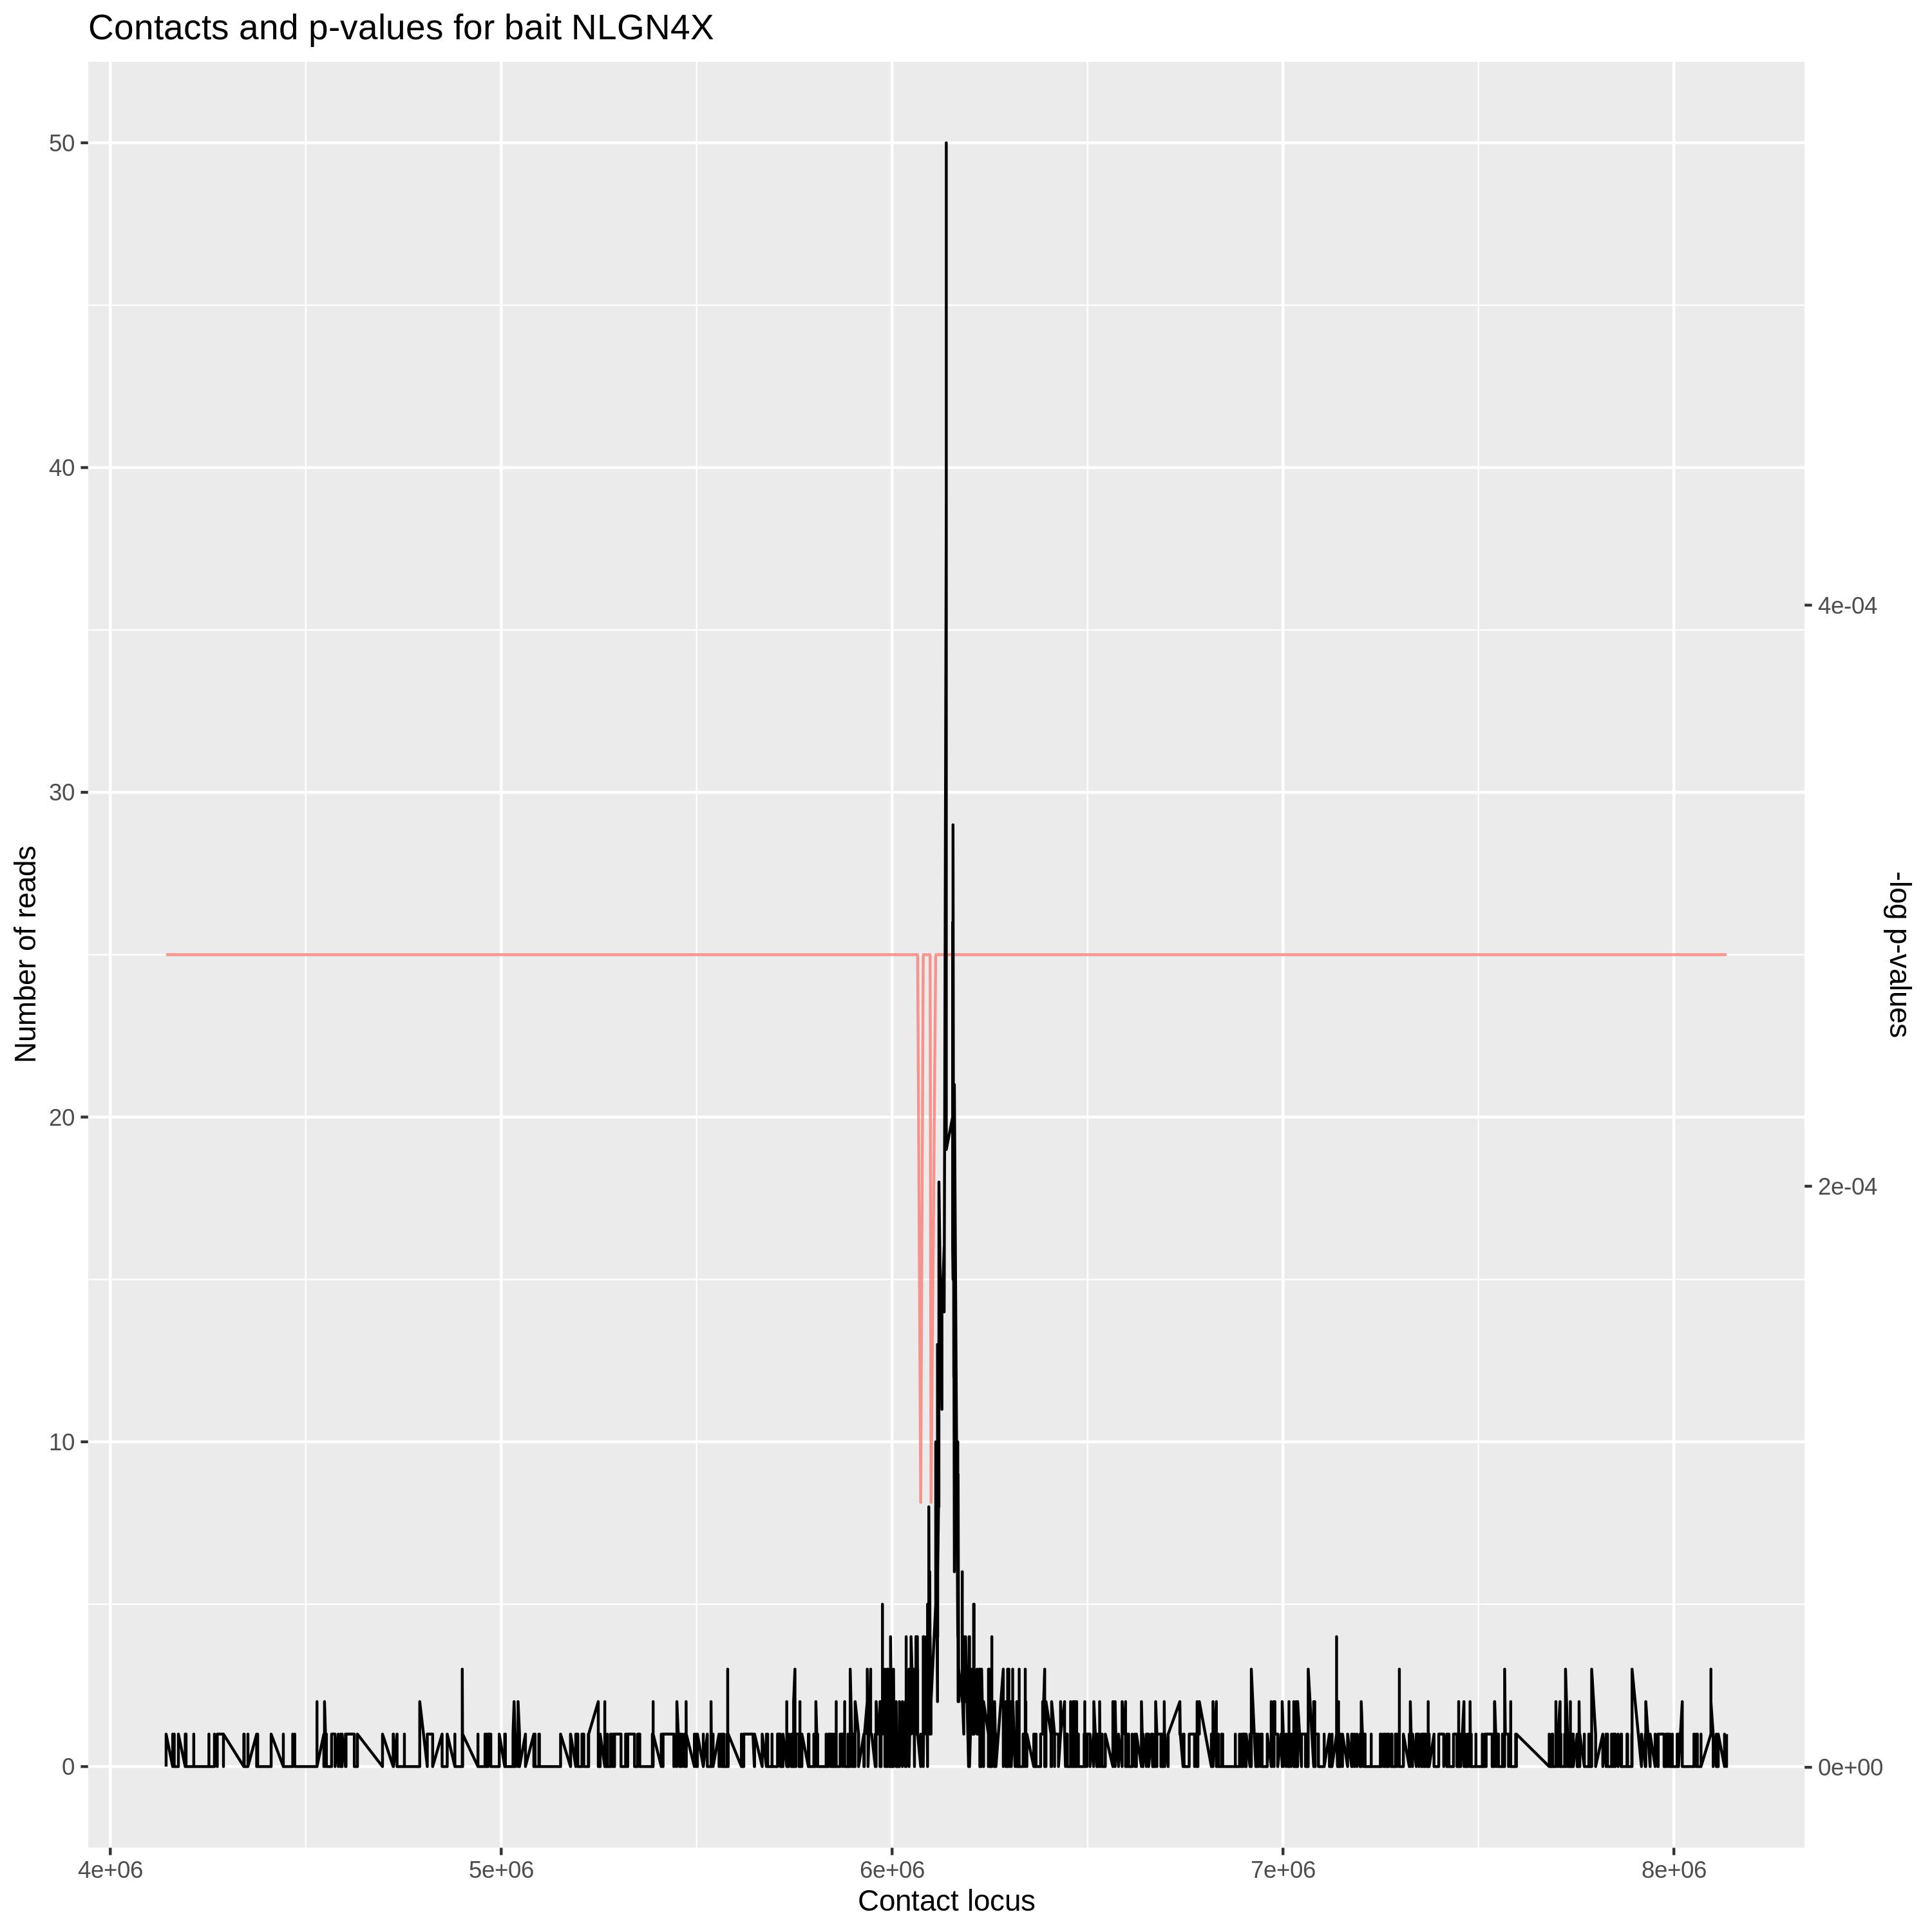 Contacts and p-values for bait NLGN4X
50
40
30
20
10
0
Number of reads
4e-04
2e-04
0e+00
-log p-values
4e+06 5e+06 6e+06 7e+06 8e+06
Contact locus